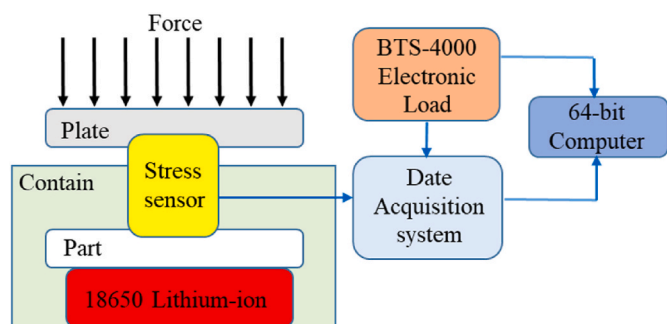 Force
Plate
Contain
Stress
sensor
Part
18650 Lithium-ion
BTS-4000
Electronic
Load
Date
Acquisition
system
64-bit
Computer